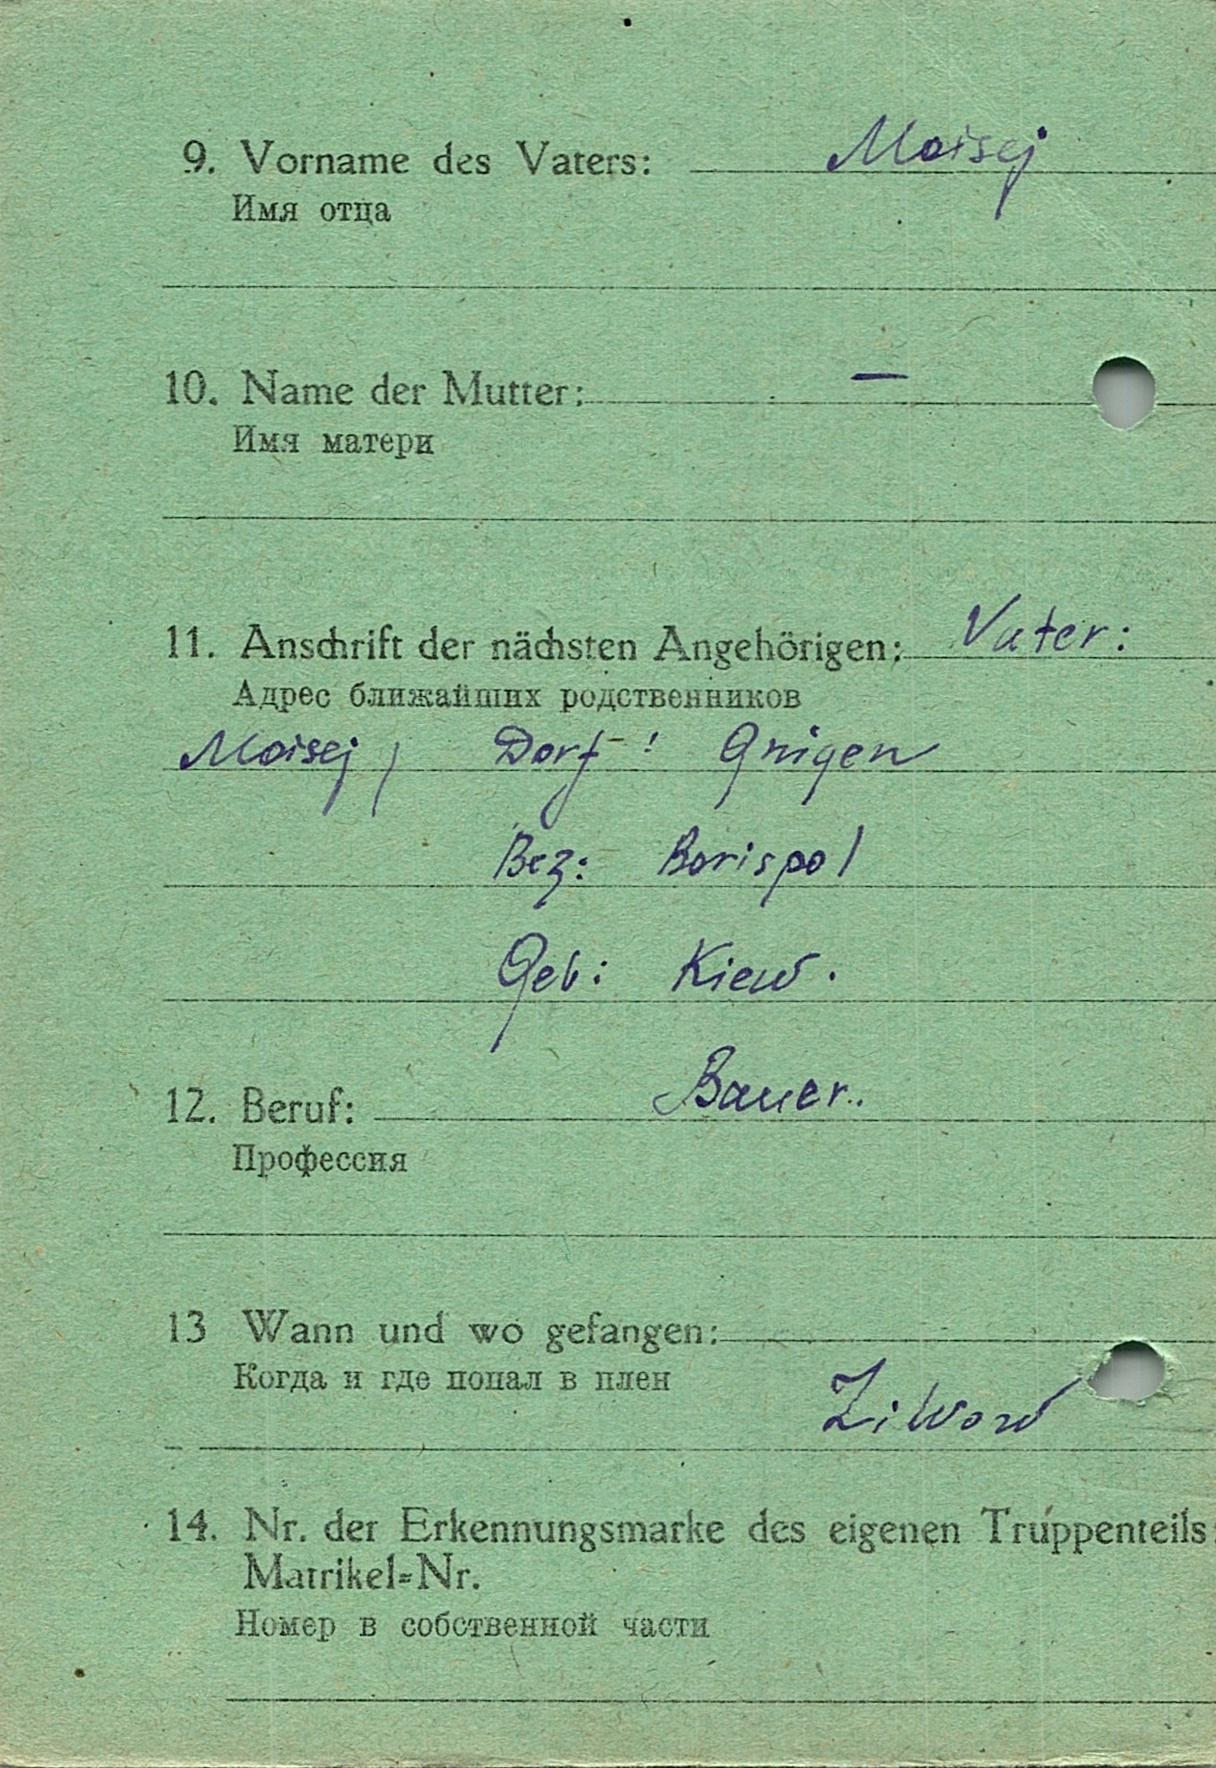 9. Vorname des Vaters: Moisej
Имя отца
10. Name der Mutter: —
Имя матери
11. Anschrift der nächsten Angehörigen: Vater:
Адрес ближайших родственников
Moisej, Dorf: Gnigen
Bez: Borispol
Geb: Kiew.
12. Beruf: Bauer.
Профессия
13 Wann und wo gefangen:
Когда и где попал в плен
14. Nr. der Erkennungsmarke des eigenen Truppenteils:
Matrikel-Nr.
Номер в собственной части